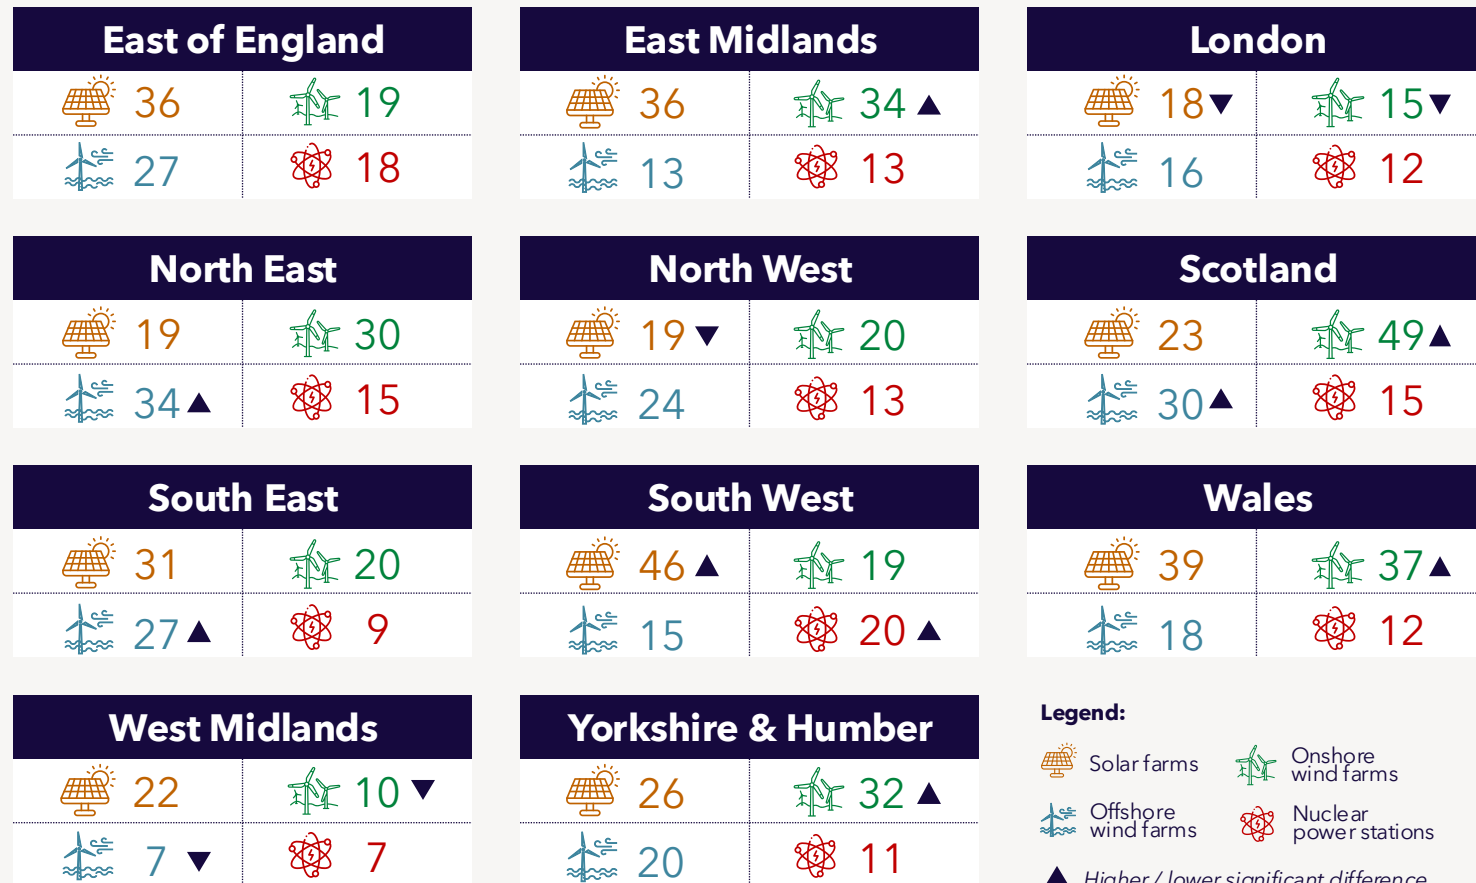 East of England
36 19
27 18
East Midlands
36 34 ▲
13 13
London
18 ▼ 15 ▼
16 12
North East
19 30
34 ▲ 15
North West
19 ▼ 20
24 13
Scotland
23 49 ▲
30 ▲ 15
South East
31 20
27 ▲ 9
South West
46 ▲ 19
15 20 ▲
Wales
39 37 ▲
18 12
West Midlands
22 10 ▼
7 ▼ 7
Yorkshire & Humber
26 32 ▲
20 11
Legend:
Solar farms
Onshore
wind farms
Offshore
wind farms
Nuclear
power stations
▲ Higher / lower significant difference